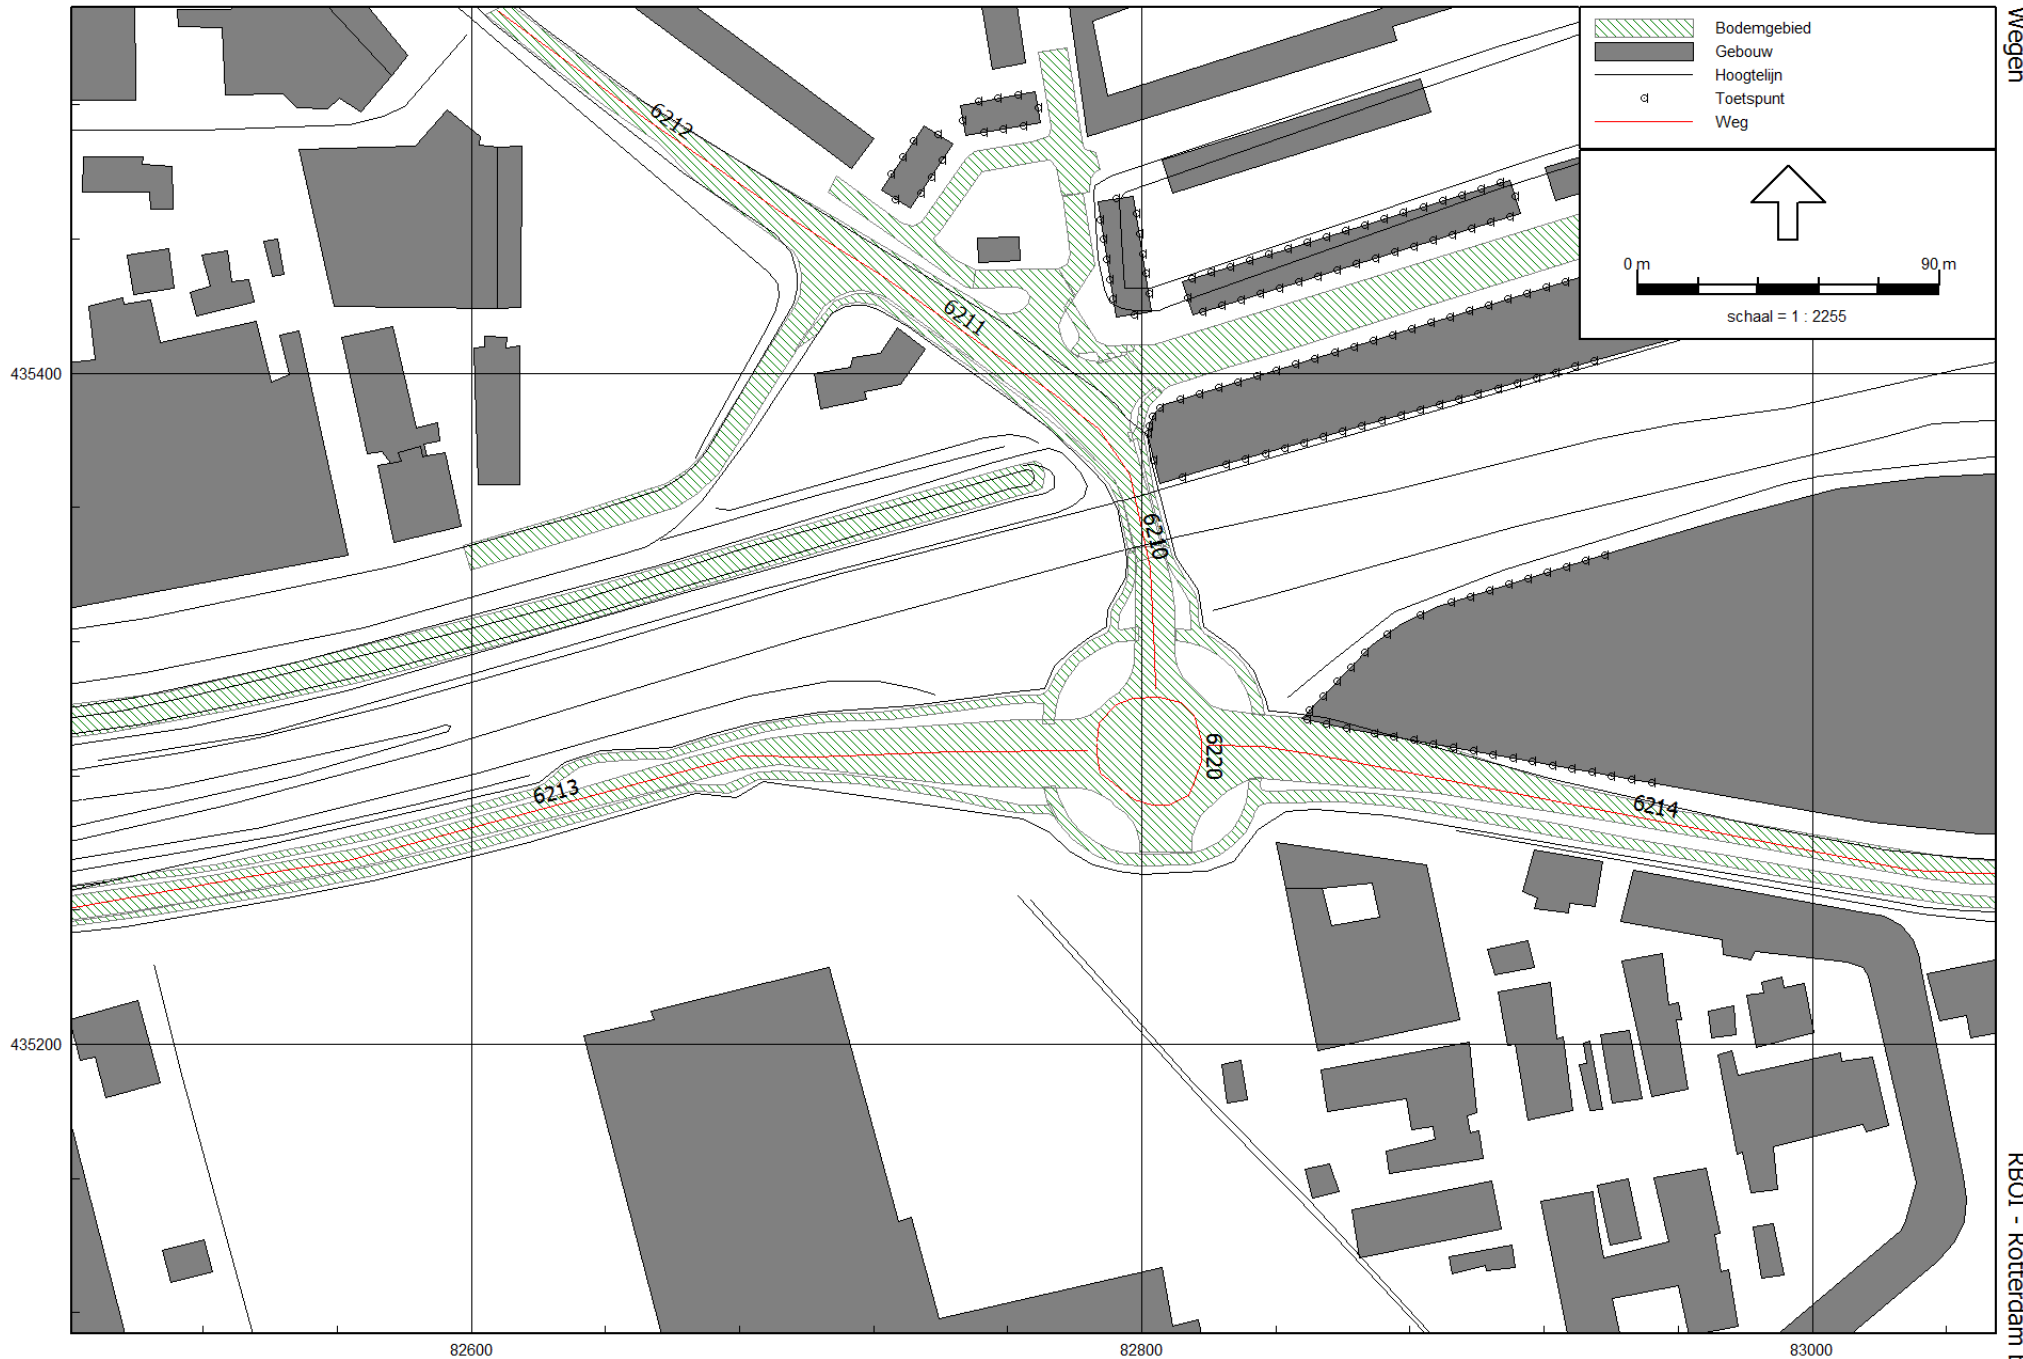 Bodemgebied
Gebouw
Hoogtelijn
Toetspunt
Weg
0 m
90 m
schaal = 1 : 2255
Wegen
6212
6211
6210
6220
6213
6214
435400
435200
82600
82800
83000
RBOI - Rotterdam